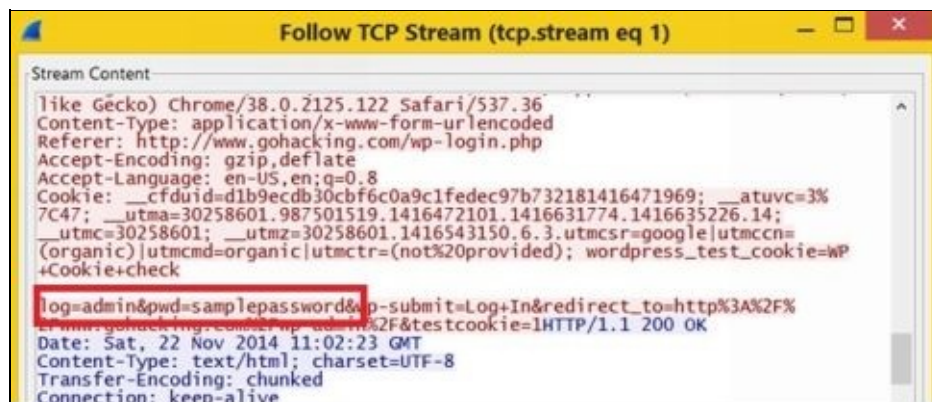 Follow TCP Stream (tcp.stream eq 1)
Stream Content
like Gecko) Chrome/38.0.2125.122 Safari/537.36
Content-Type: application/x-www-form-urlencoded
Referer: http://www.gohacking.com/wp-login.php
Accept-Encoding: gzip,deflate
Accept-Language: en-US,en;q=0.8
Cookie: __cfduid=d1b9ecdb30cbf6c0a9c1fedec97b732181416471969; __atuvc=3%
7C47; __utma=30258601.987501519.1416472101.1416631774.1416635226.14;
__utmc=30258601; __utmz=30258601.1416543150.6.3.utmcsr=google|utmccn=
(organic)|utmcmd=organic|utmctr=(not%20provided); wordpress_test_cookie=WP
+Cookie+check
log=admin&pwd=samplepassword&wp-submit=Log+In&redirect_to=http%3A%2F%
2Fwww.gohacking.com%2Fwp-admin%2F&testcookie=1HTTP/1.1 200 OK
Date: Sat, 22 Nov 2014 11:02:23 GMT
Content-Type: text/html; charset=UTF-8
Transfer-Encoding: chunked
Connection: keep-alive